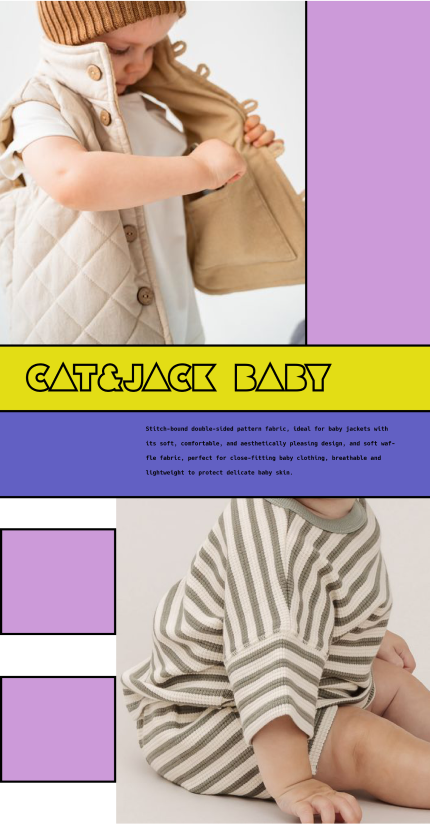 CAT&JACK BABY
Stitch-bound double-sided pattern fabric, ideal for baby jackets with
its soft, comfortable, and aesthetically pleasing design, and soft waf-
fle fabric, perfect for close-fitting baby clothing, breathable and
lightweight to protect delicate baby skin.